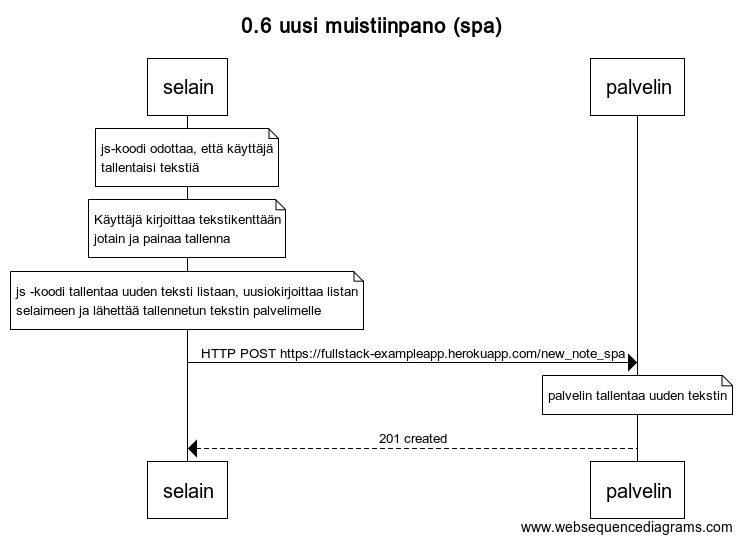 0.6 uusi muistiinpano (spa)
selain
palvelin
js-koodi odottaa, että käyttäjä
tallentaisi tekstiä
Käyttäjä kirjoittaa tekstikenttään
jotain ja painaa tallenna
js -koodi tallentaa uuden teksti listaan, uusiokirjoittaa listan
selaimeen ja lähettää tallennetun tekstin palvelimelle
HTTP POST https://fullstack-exampleapp.herokuapp.com/new_note_spa
palvelin tallentaa uuden tekstin
201 created
selain
palvelin
www.websequencediagrams.com